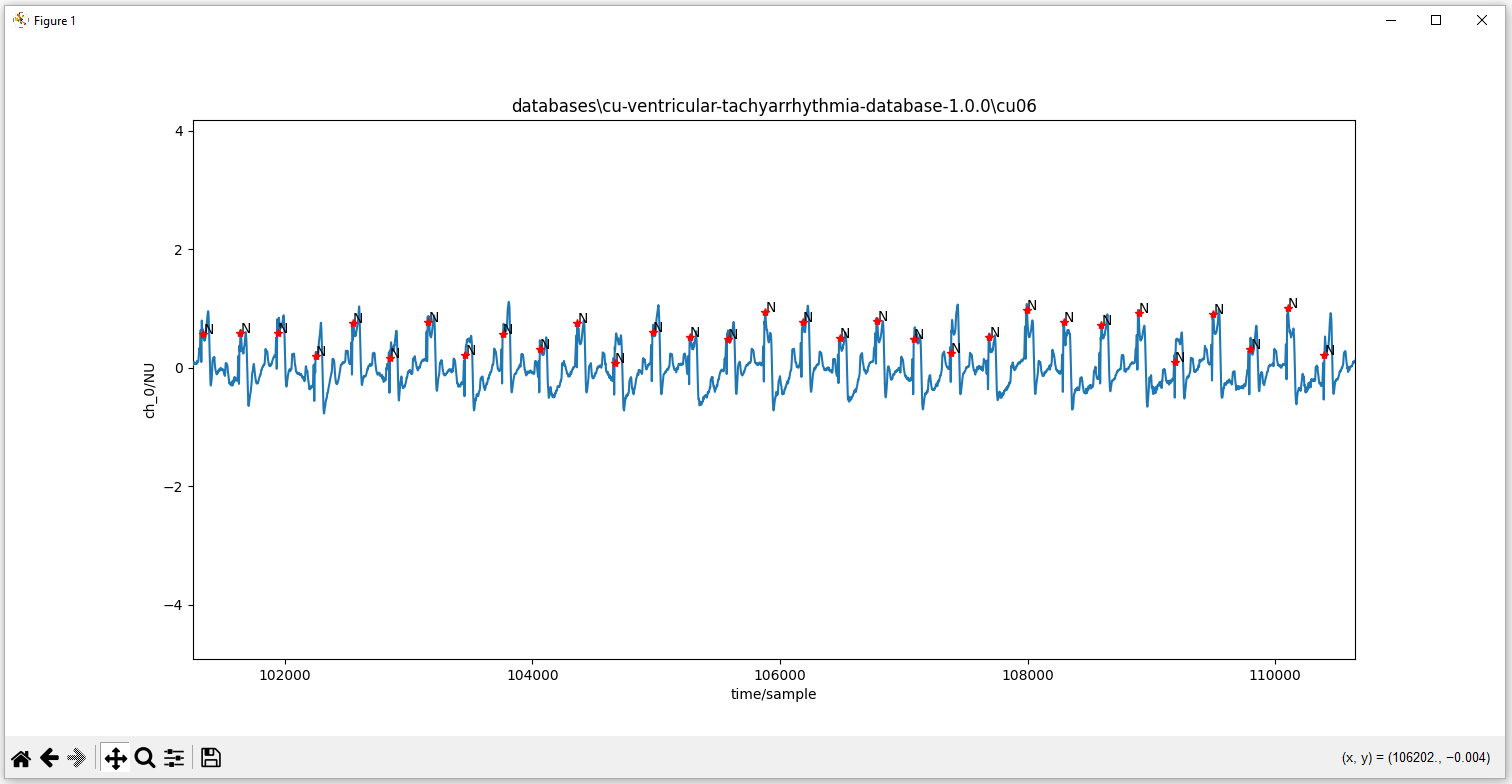 Figure 1
databases\cu-ventricular-tachyarrhythmia-database-1.0.0\cu06
4
2
0
−2
−4
ch_0/NU
N N N N N N N N N N N N N N N N N N N N N N N N N N N N N N
102000 104000 106000 108000 110000
time/sample
(x, y) = (106202., −0.004)